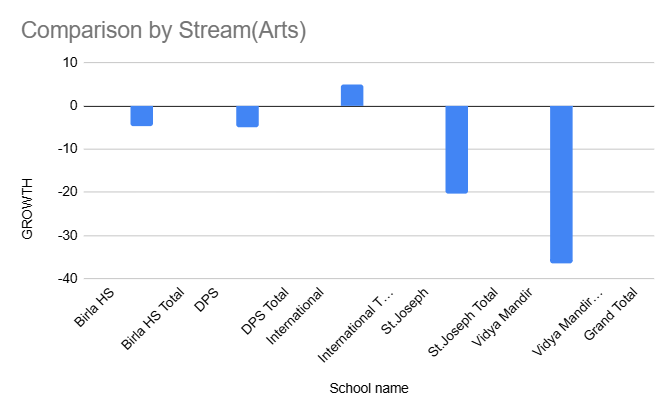 Comparison by Stream(Arts)
10
0
-10
-20
-30
-40
GROWTH
Birla HS
Birla HS Total
DPS
DPS Total
International
International T...
St.Joseph
St.Joseph Total
Vidya Mandir
Vidya Mandir...
Grand Total
School name